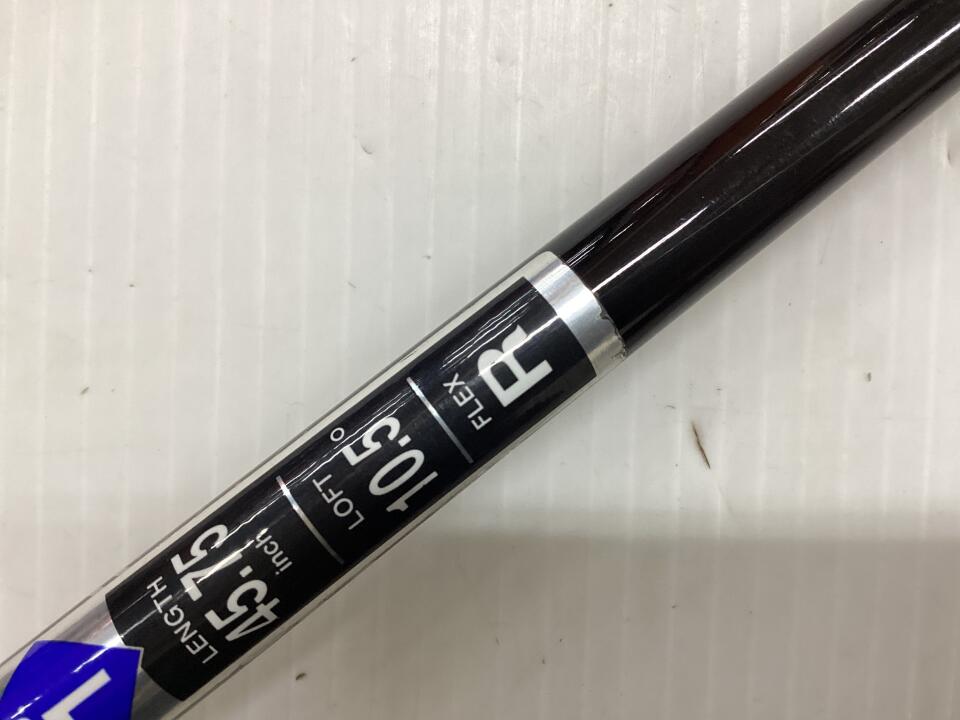 LENGTH
45.75
inch
LOFT
10.5°
FLEX
R